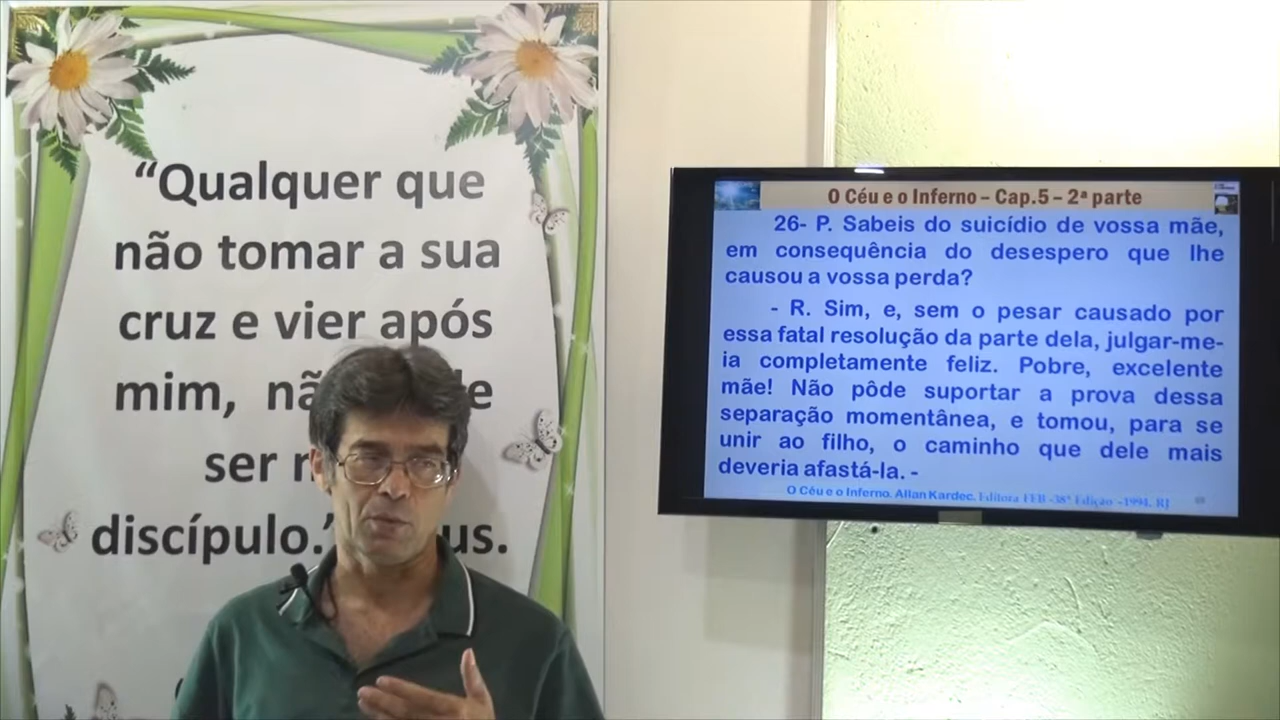 “Qualquer que
não tomar a sua
cruz e vier após
mim,
ser
discípulo.”
O Céu e o Inferno – Cap.5 – 2ª parte
26- P. Sabeis do suicídio de vossa mãe,
em consequência do desespero que lhe
causou a vossa perda?
- R. Sim, e, sem o pesar causado por
essa fatal resolução da parte dela, julgar-me-
ia completamente feliz. Pobre, excelente
mãe! Não pôde suportar a prova dessa
separação momentânea, e tomou, para se
unir ao filho, o caminho que dele mais
deveria afastá-la. -
O Céu e o Inferno. Allan Kardec. Editora FEB -38ª Edição -1994. RJ